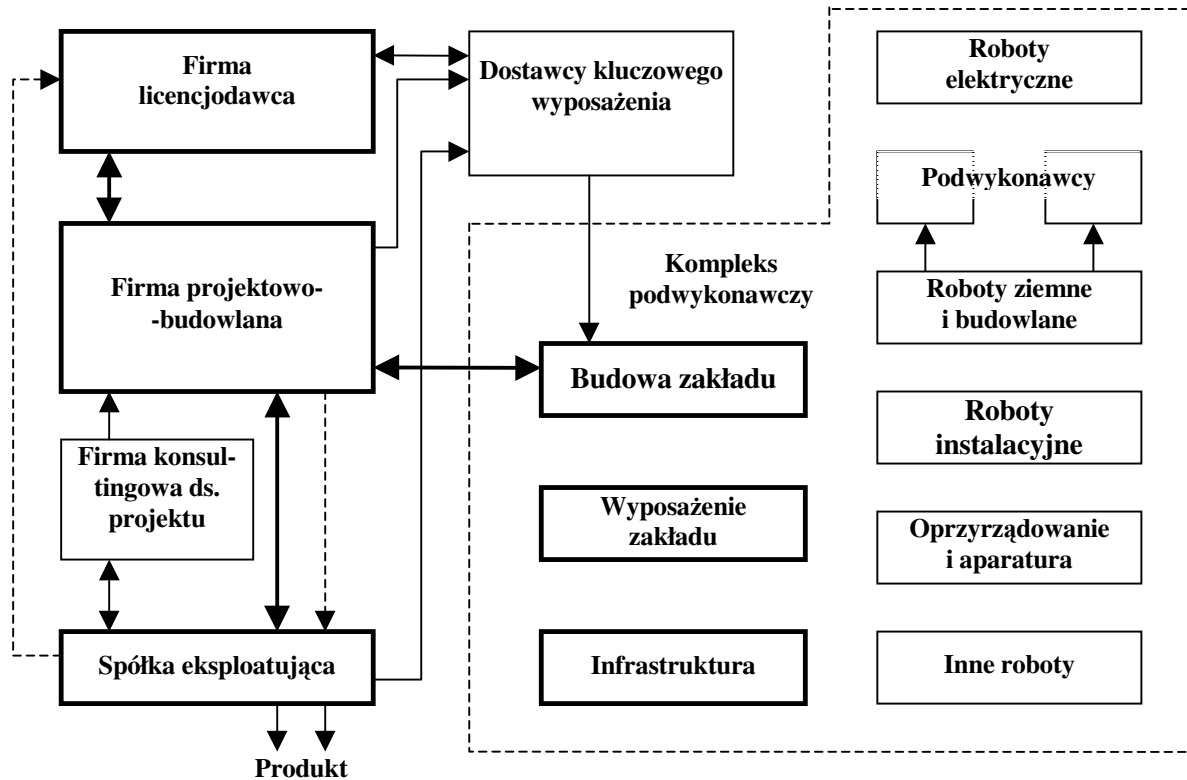 Firma
licencjodawca
Dostawcy kluczowego
wyposażenia
Roboty
elektryczne
Podwykonawcy
Firma projektowo-
-budowlana
Kompleks
podwykonawczy
Roboty ziemne
i budowlane
Budowa zakładu
Roboty
instalacyjne
Firma konsul-
tingowa ds.
projektu
Wyposażenie
zakładu
Oprzyrządowanie
i aparatura
Spółka eksploatująca
Infrastruktura
Inne roboty
Produkt